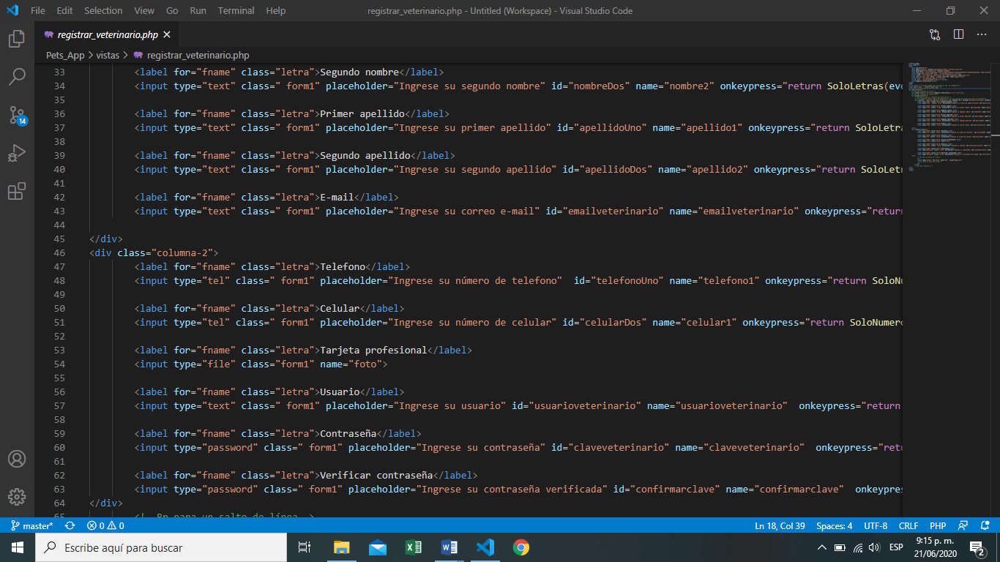 File Edit Selection View Go Run Terminal Help registrar_veterinario.php - Untitled (Workspace) - Visual Studio Code
registrar_veterinario.php
Pets_App > vistas > registrar_veterinario.php
33 <label for="fname" class="letra">Segundo nombre</label>
34 <input type="text" class=" form1" placeholder="Ingrese su segundo nombre" id="nombreDos" name="nombre2" onkeypress="return SoloLetras(eve
35
36 <label for="fname" class="letra">Primer apellido</label>
37 <input type="text" class=" form1" placeholder="Ingrese su primer apellido" id="apellidoUno" name="apellido1" onkeypress="return SoloLetra
38
39 <label for="fname" class="letra">Segundo apellido</label>
40 <input type="text" class=" form1" placeholder="Ingrese su segundo apellido" id="apellidoDos" name="apellido2" onkeypress="return SoloLetr
41
42 <label for="fname" class="letra">E-mail</label>
43 <input type="text" class=" form1" placeholder="Ingrese su correo e-mail" id="emailveterinario" name="emailveterinario" onkeypress="return
44
45 </div>
46 <div class="columna-2">
47 <label for="fname" class="letra">Telefono</label>
48 <input type="tel" class=" form1" placeholder="Ingrese su número de telefono"  id="telefonoUno" name="telefono1" onkeypress="return SoloNu
49
50 <label for="fname" class="letra">Celular</label>
51 <input type="tel" class=" form1" placeholder="Ingrese su número de celular" id="celularDos" name="celular1" onkeypress="return SoloNumero
52
53 <label for="fname" class="letra">Tarjeta profesional</label>
54 <input type="file" class="form1" name="foto">
55
56 <label for="fname" class="letra">Usuario</label>
57 <input type="text" class=" form1" placeholder="Ingrese su usuario" id="usuarioveterinario" name="usuarioveterinario"  onkeypress="return
58
59 <label for="fname" class="letra">Contraseña</label>
60 <input type="password" class=" form1" placeholder="Ingrese su contraseña" id="claveveterinario" name="claveveterinario"  onkeypress="retu
61
62 <label for="fname" class="letra">Verificar contraseña</label>
63 <input type="password" class=" form1" placeholder="Ingrese su contraseña verificada" id="confirmarclave" name="confirmarclave"  onkeypres
64 </div>
65 <!-- Br para un salto de línea -->
14
master* 0 0 Ln 18, Col 39 Spaces: 4 UTF-8 CRLF PHP
Escribe aquí para buscar
ESP 9:15 p. m.
21/06/2020
2